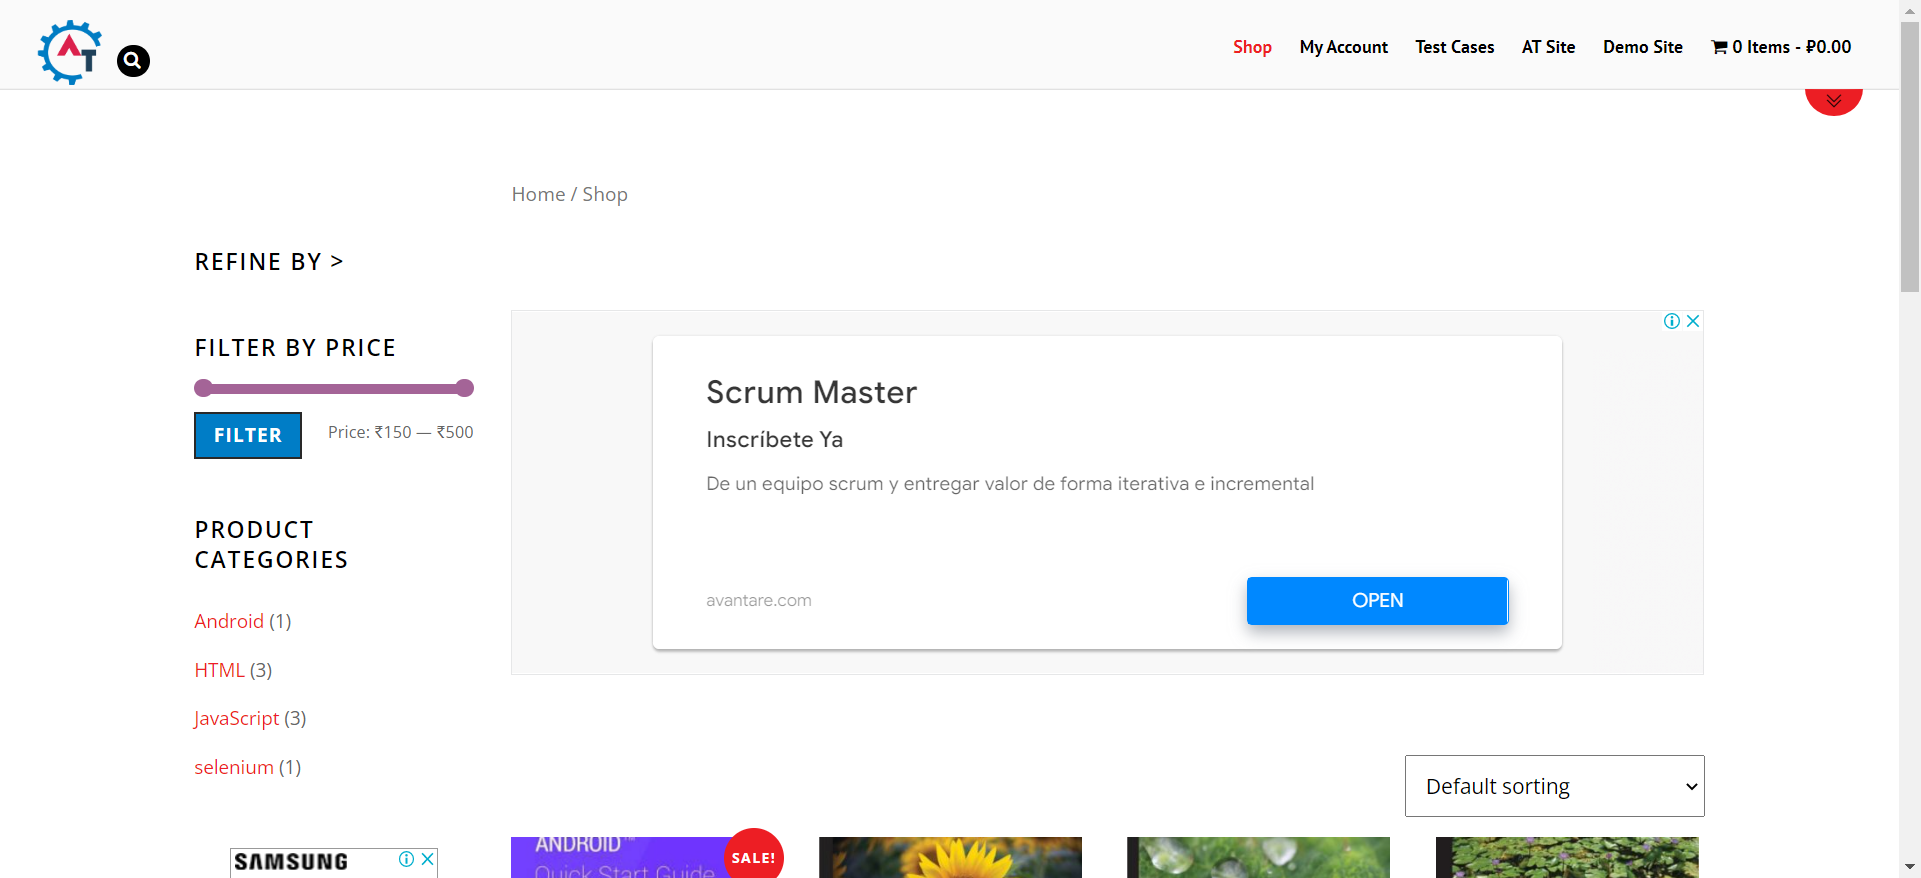 AT
Shop
My Account
Test Cases
AT Site
Demo Site
0 Items - ₽0.00
Home / Shop
REFINE BY >
FILTER BY PRICE
FILTER
Price: ₹150 — ₹500
PRODUCT
CATEGORIES
Android (1)
HTML (3)
JavaScript (3)
selenium (1)
SAMSUNG
Scrum Master
Inscríbete Ya
De un equipo scrum y entregar valor de forma iterativa e incremental
avantare.com
OPEN
Default sorting
ANDROID™
Quick Start Guide
SALE!